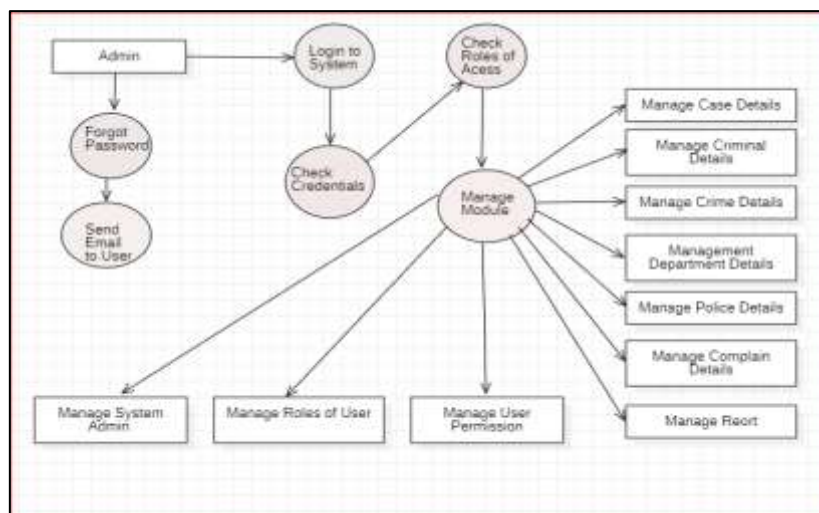 Admin
Login to
System
Check
Roles of
Acess
Forgot
Password
Check
Credentials
Send
Email
to User
Manage
Module
Manage Case Details
Manage Criminal
Details
Manage Crime Details
Management
Department Details
Manage Police Details
Manage Complain
Details
Manage Reort
Manage System
Admin
Manage Roles of User
Manage User
Permission